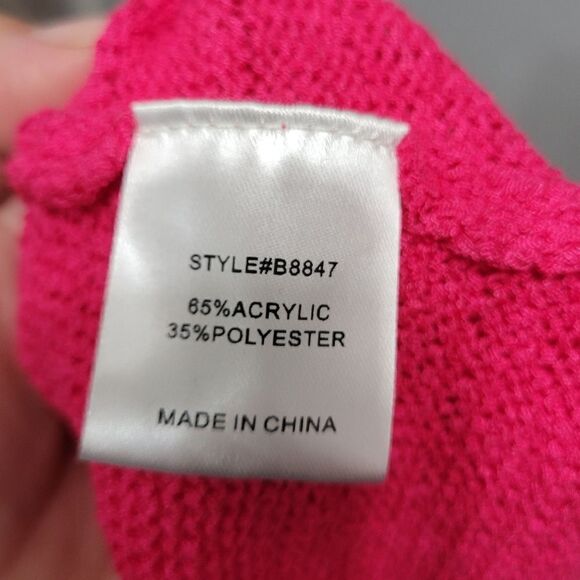 STYLE#B8847
65%ACRYLIC
35%POLYESTER
MADE IN CHINA